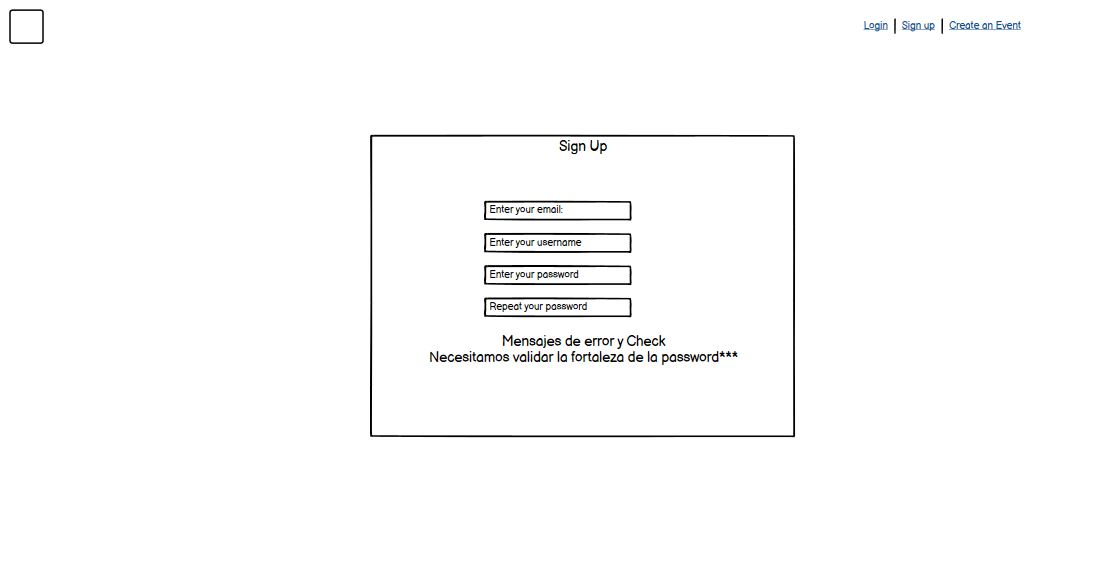 Login | Sign up | Create an Event
Sign Up
Enter your email:
Enter your username
Enter your password
Repeat your password
Mensajes de error y Check
Necesitamos validar la fortaleza de la password***